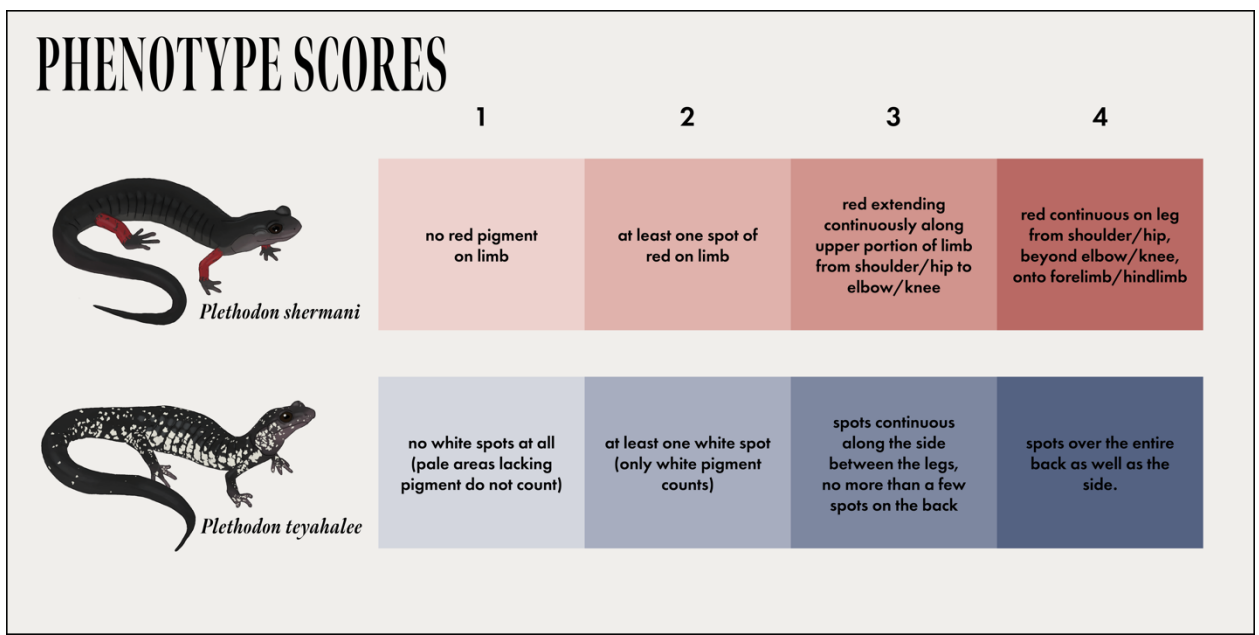 PHENOTYPE SCORES
1
2
3
4
no red pigment
on limb
at least one spot of
red on limb
red extending
continuously along
upper portion of limb
from shoulder/hip to
elbow/knee
red continuous on leg
from shoulder/hip,
beyond elbow/knee,
onto forelimb/hindlimb
Plethodon shermani
no white spots at all
(pale areas lacking
pigment do not count)
at least one white spot
(only white pigment
counts)
spots continuous
along the side
between the legs,
no more than a few
spots on the back
spots over the entire
back as well as the
side.
Plethodon teyahalee